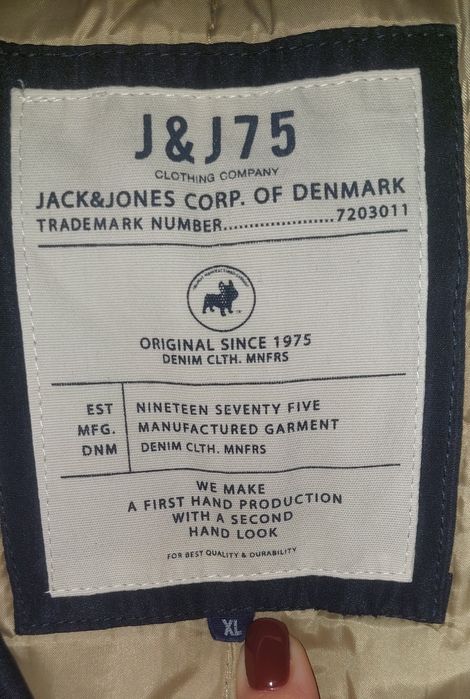 J & J 75
CLOTHING COMPANY
JACK&JONES CORP. OF DENMARK
TRADEMARK NUMBER....................7203011
ORIGINAL SINCE 1975
DENIM CLTH. MNFRS
EST NINETEEN SEVENTY FIVE
MFG. MANUFACTURED GARMENT
DNM DENIM CLTH. MNFRS
WE MAKE
A FIRST HAND PRODUCTION
WITH A SECOND
HAND LOOK
FOR BEST QUALITY & DURABILITY
XL